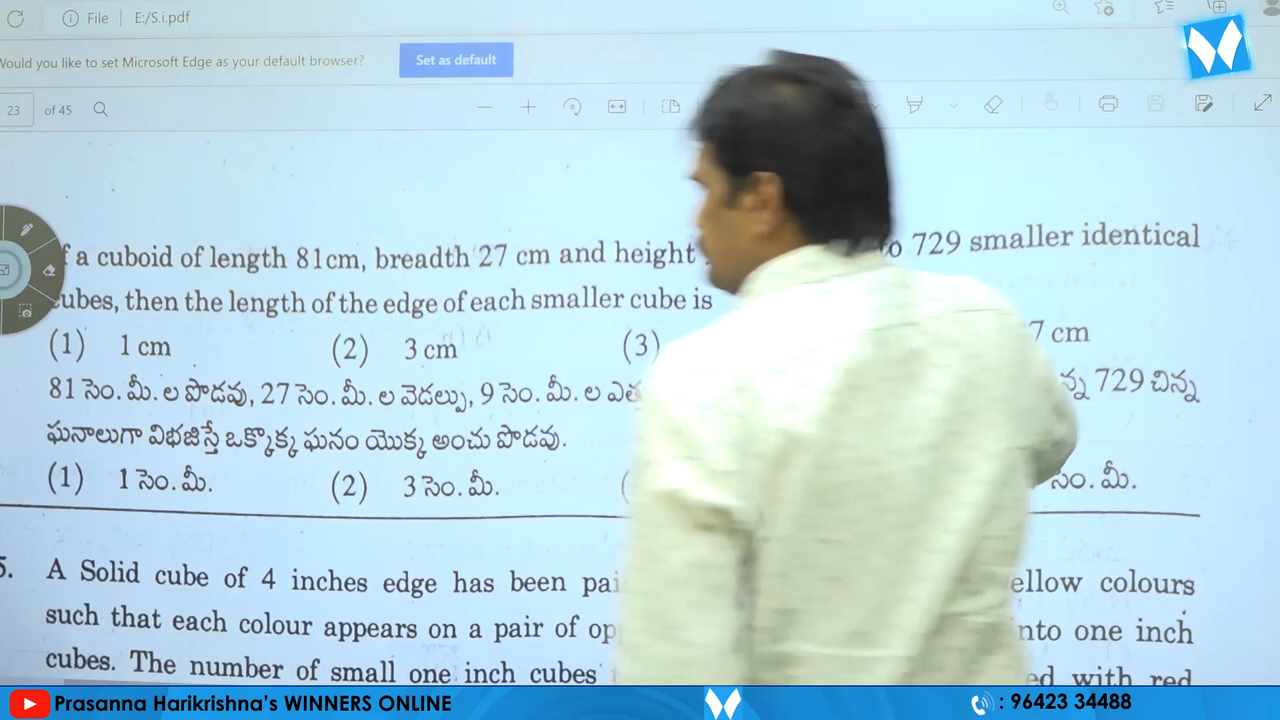 File E:/S.i.pdf
Would you like to set Microsoft Edge as your default browser? Set as default
23 of 45
f a cuboid of length 81cm, breadth 27 cm and height to 729 smaller identical
cubes, then the length of the edge of each smaller cube is
(1) 1 cm (2) 3 cm (3) 7 cm
81 సెం.మీ. ల పొడవు, 27 సెం.మీ. ల వెడల్పు, 9 సెం.మీ. ల 729 చిన్న
ఘనాలుగా విభజిస్తే ఒక్కొక్క ఘనం యొక్క అంచు పొడవు.
(1) 1 సెం.మీ. (2) 3 సెం.మీ. సెం.మీ.
5. A Solid cube of 4 inches edge has been ellow colours
such that each colour appears on a pair of into one inch
cubes. The number of small one inch cubes ed with red
Prasanna Harikrishna's WINNERS ONLINE : 96423 34488